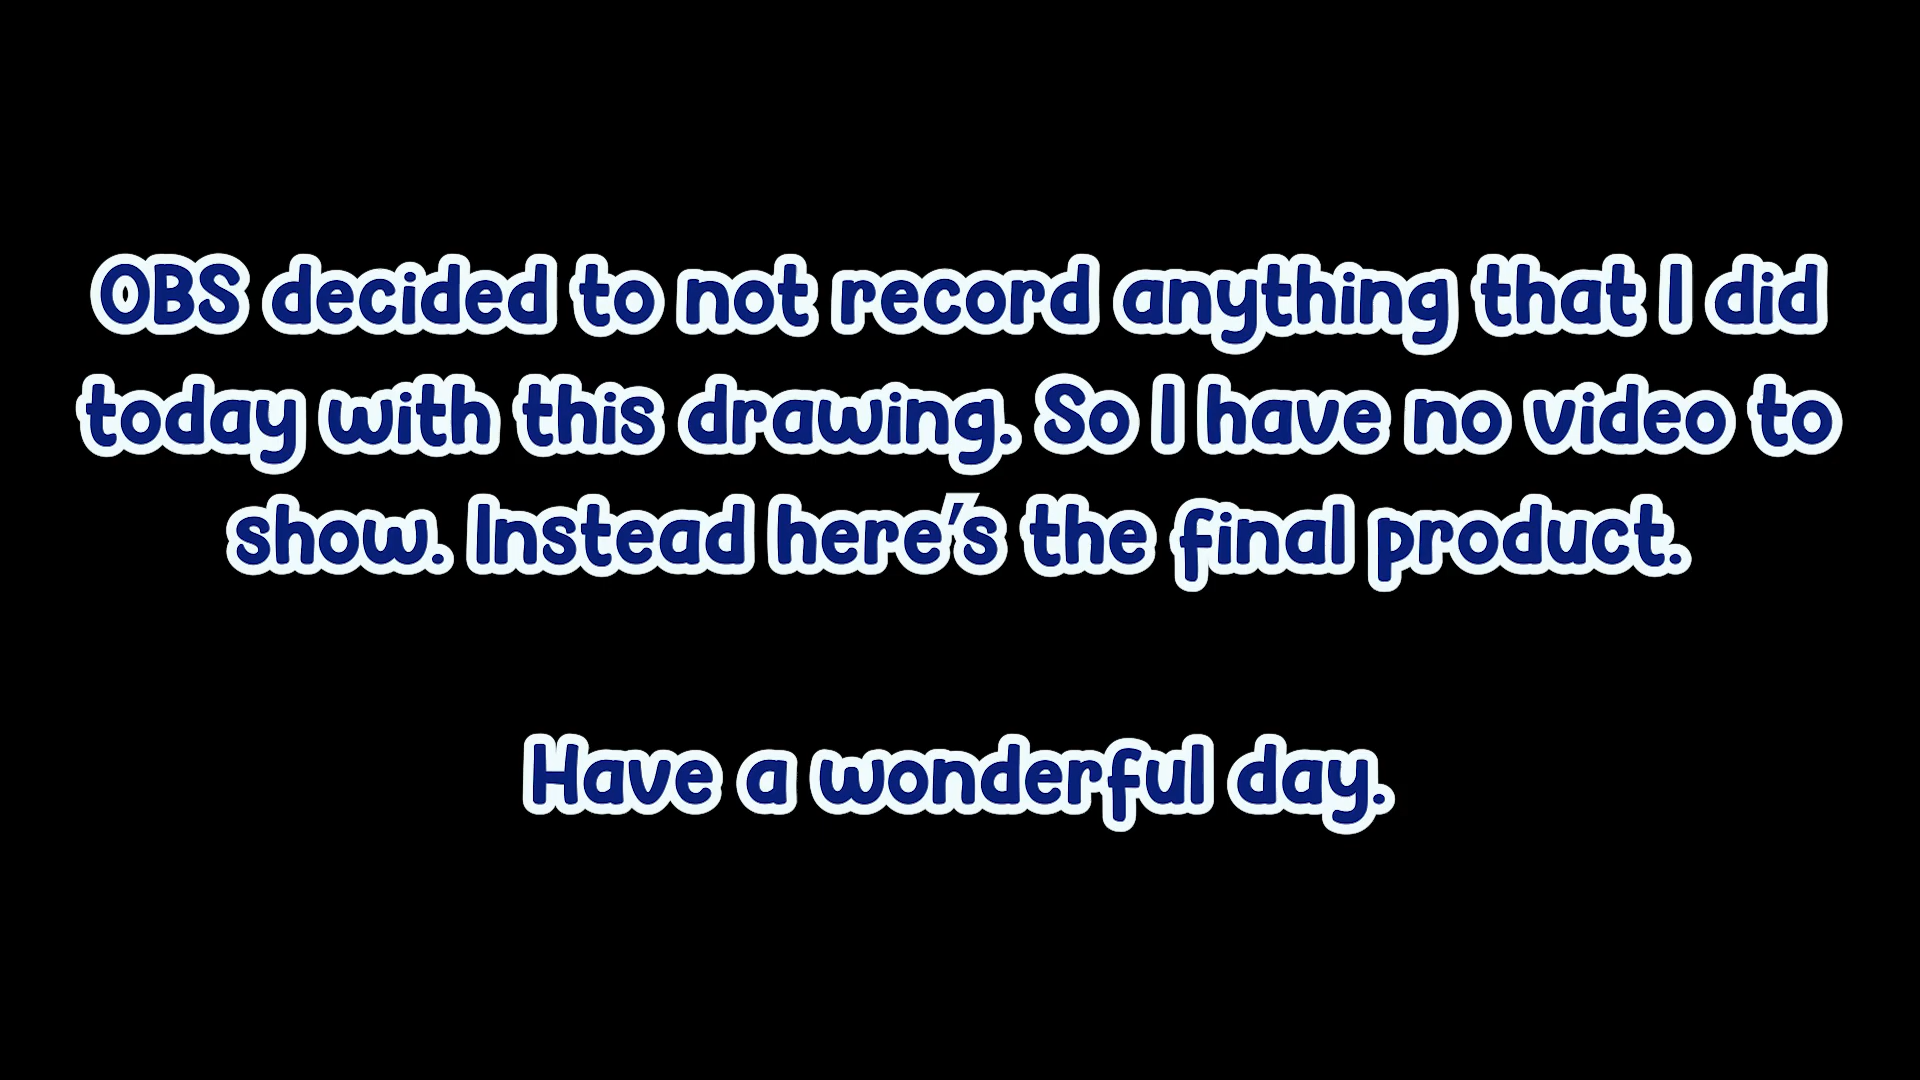 OBS decided to not record anything that I did
today with this drawing. So I have no video to
show. Instead here's the final product.
Have a wonderful day.